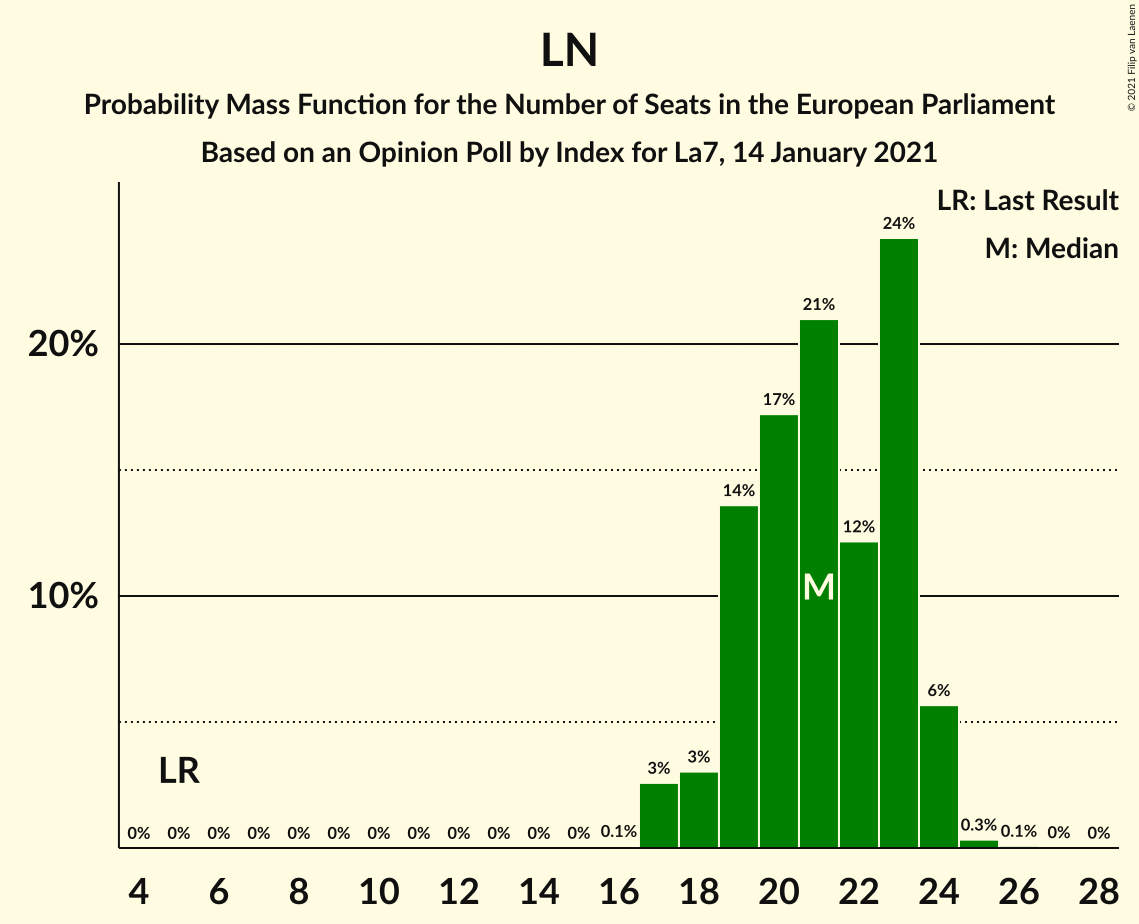 LN
Probability Mass Function for the Number of Seats in the European Parliament
Based on an Opinion Poll by Index for La7, 14 January 2021
© 2021 Filip van Laenen
LR: Last Result
M: Median
24%
21%
20%
17%
14%
12%
M
10%
6%
LR
3% 3%
0% 0% 0% 0% 0% 0% 0% 0% 0% 0% 0% 0% 0.1% 0.3% 0.1% 0% 0%
4 6 8 10 12 14 16 18 20 22 24 26 28